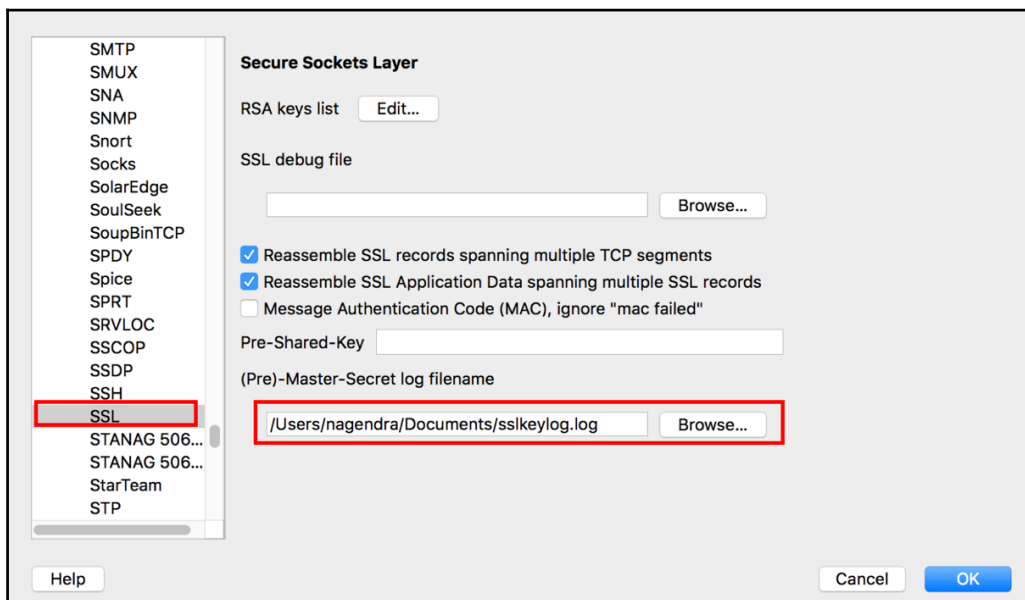 SMTP
SMUX
SNA
SNMP
Snort
Socks
SolarEdge
SoulSeek
SoupBinTCP
SPDY
Spice
SPRT
SRVLOC
SSCOP
SSDP
SSH
SSL
STANAG 506...
STANAG 506...
StarTeam
STP
Secure Sockets Layer
RSA keys list Edit...
SSL debug file
Browse...
Reassemble SSL records spanning multiple TCP segments
Reassemble SSL Application Data spanning multiple SSL records
Message Authentication Code (MAC), ignore "mac failed"
Pre-Shared-Key
(Pre)-Master-Secret log filename
/Users/nagendra/Documents/sslkeylog.log Browse...
Help Cancel OK